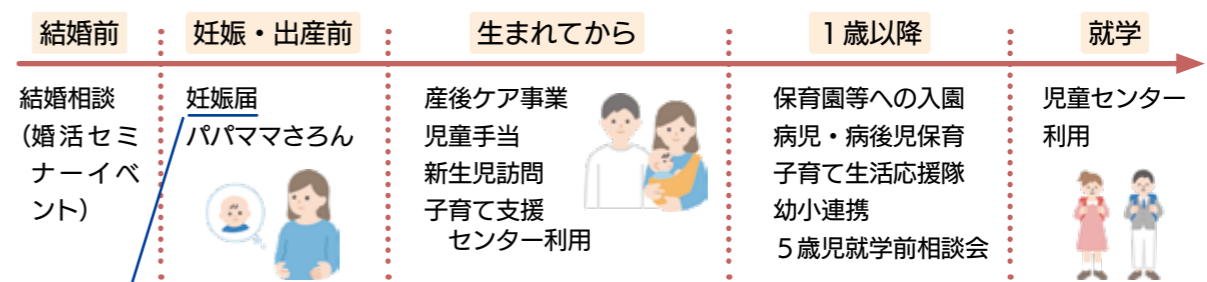 結婚前
妊娠・出産前
生まれてから
１歳以降
就学
結婚相談
（婚活セミ
ナーイベ
ント）
妊娠届
パパママさろん
産後ケア事業
児童手当
新生児訪問
子育て支援
センター利用
保育園等への入園
病児・病後児保育
子育て生活応援隊
幼小連携
５歳児就学前相談会
児童センター
利用